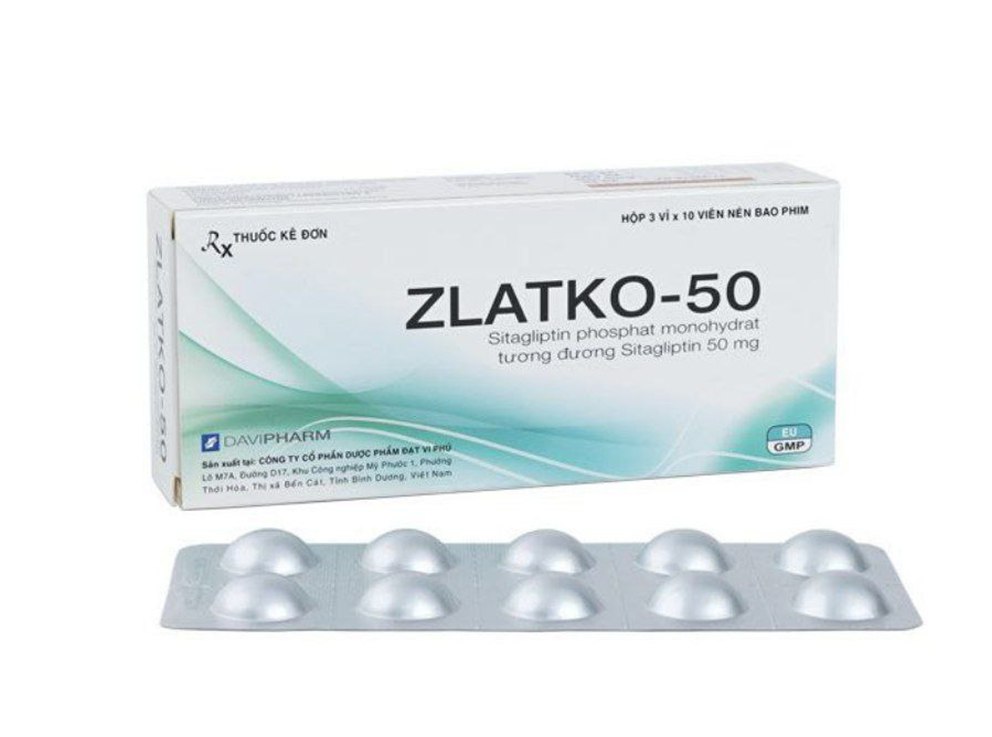 Rx THUỐC KÊ ĐƠN
HỘP 3 VỈ x 10 VIÊN NÉN BAO PHIM
ZLATKO-50
Sitagliptin phosphat monohydrat
tương đương Sitagliptin 50 mg
DAVIPHARM
Sản xuất tại: CÔNG TY CỔ PHẦN DƯỢC PHẨM ĐẠT VI PHÚ
Lô M7A, Đường D17, Khu Công nghiệp Mỹ Phước 1, Phường
Thới Hòa, Thị xã Bến Cát, Tỉnh Bình Dương, Việt Nam
EU
GMP
ZLATKO-50